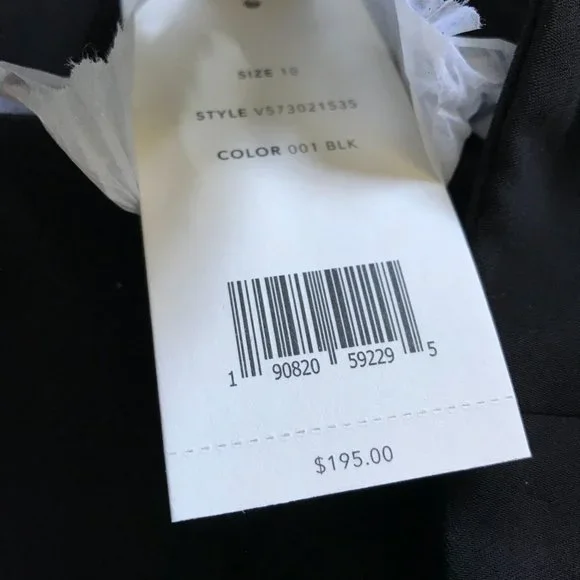 SIZE 10
STYLE V573021535
COLOR 001 BLK
1 90820 59229 5
$195.00